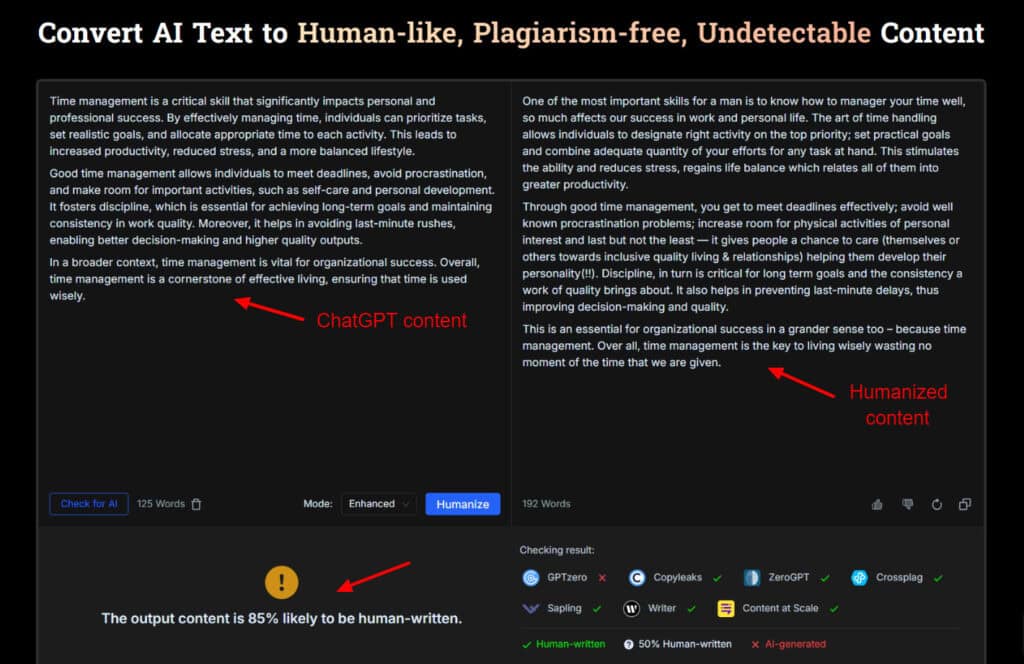 Convert AI Text to Human-like, Plagiarism-free, Undetectable Content
Time management is a critical skill that significantly impacts personal and
professional success. By effectively managing time, individuals can prioritize tasks,
set realistic goals, and allocate appropriate time to each activity. This leads to
increased productivity, reduced stress, and a more balanced lifestyle.
Good time management allows individuals to meet deadlines, avoid procrastination,
and make room for important activities, such as self-care and personal development.
It fosters discipline, which is essential for achieving long-term goals and maintaining
consistency in work quality. Moreover, it helps in avoiding last-minute rushes,
enabling better decision-making and higher quality outputs.
In a broader context, time management is vital for organizational success. Overall,
time management is a cornerstone of effective living, ensuring that time is used
wisely.
ChatGPT content
Check for AI
125 Words
Mode:
Enhanced
Humanize
One of the most important skills for a man is to know how to manager your time well,
so much affects our success in work and personal life. The art of time handling
allows individuals to designate right activity on the top priority; set practical goals
and combine adequate quantity of your efforts for any task at hand. This stimulates
the ability and reduces stress, regains life balance which relates all of them into
greater productivity.
Through good time management, you get to meet deadlines effectively; avoid well
known procrastination problems; increase room for physical activities of personal
interest and last but not the least — it gives people a chance to care (themselves or
others towards inclusive quality living & relationships) helping them develop their
personality(!!). Discipline, in turn is critical for long term goals and the consistency a
work of quality brings about. It also helps in preventing last-minute delays, thus
improving decision-making and quality.
This is an essential for organizational success in a grander sense too – because time
management. Over all, time management is the key to living wisely wasting no
moment of the time that we are given.
Humanized
content
192 Words
The output content is 85% likely to be human-written.
Checking result:
GPTzero
Copyleaks
ZeroGPT
Crossplag
Sapling
Writer
Content at Scale
Human-written
50% Human-written
AI-generated